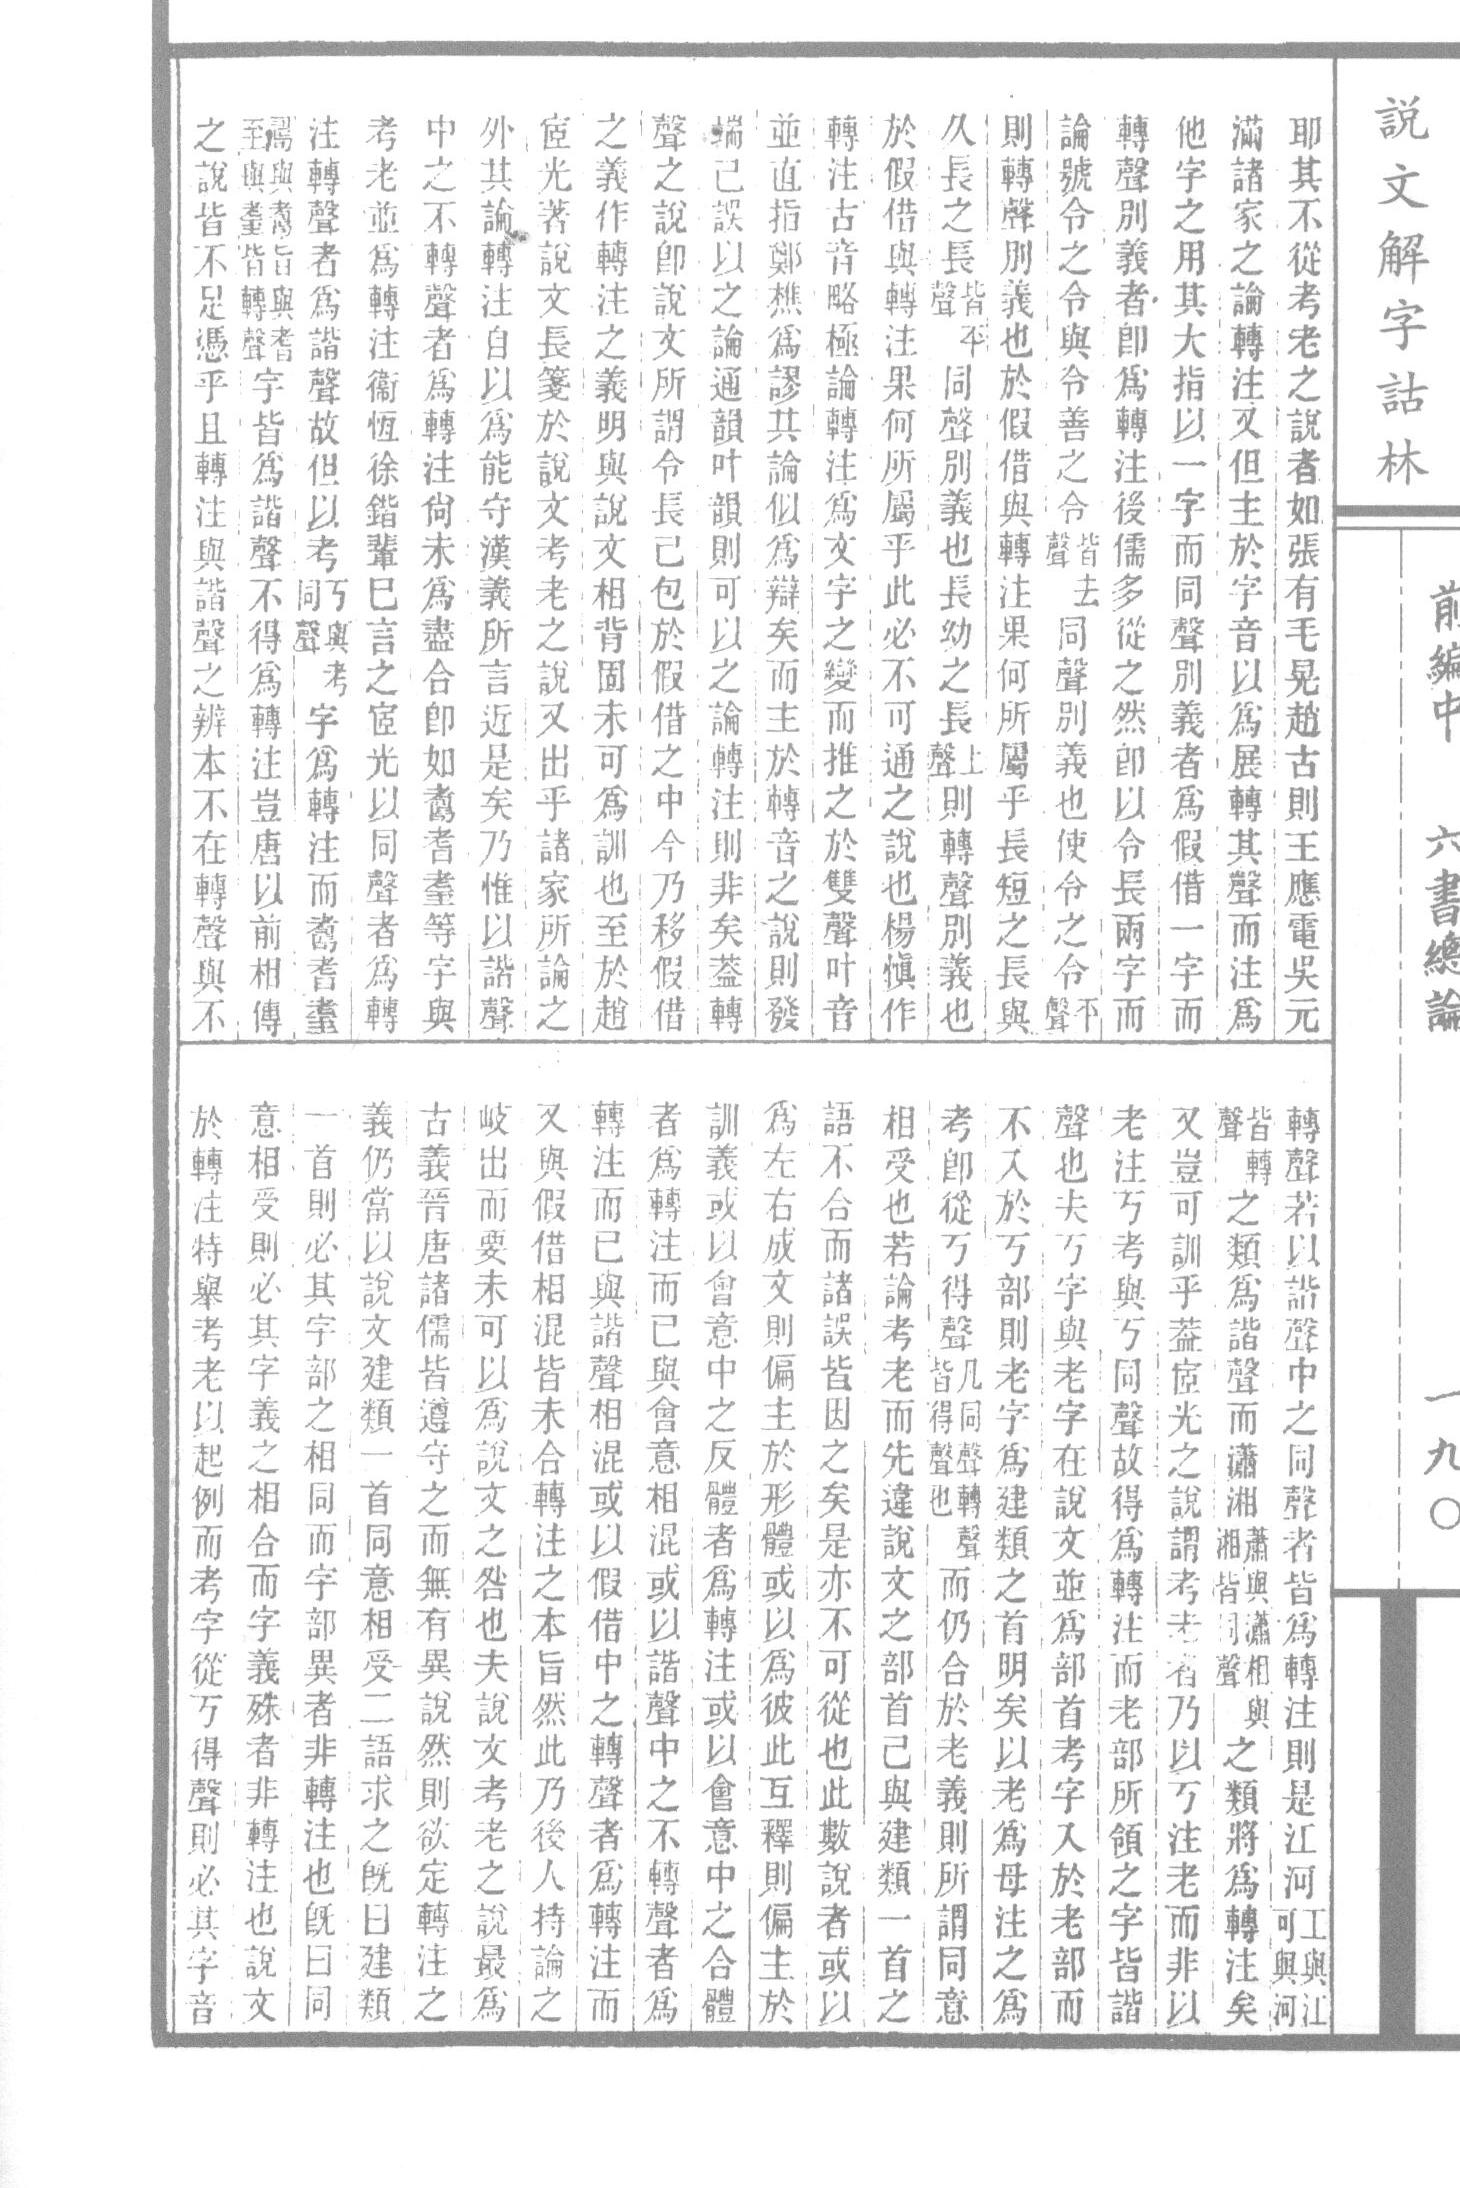 說文解字詁林
前編中　六書總論　一九〇
耶其不從考老之說者如張有毛晃趙古則王應電吳元
滿諸家之論轉注又但主於字音以為展轉其聲而注為
他字之用其大指以一字而同聲別義者為假借一字而
轉聲別義者卽為轉注後儒多從之然卽以令長兩字而
論號令之令與令善之令皆去聲同聲別義也使令之令平聲
則轉聲別義也於假借與轉注果何所屬乎長短之長與
久長之長皆平聲同聲別義也長幼之長上聲則轉聲別義也
於假借與轉注果何所屬乎此必不可通之說也楊愼作
轉注古音略極論轉注為文字之變而推之於雙聲叶音
並直指鄭樵為謬其論似為辯矣而主於轉音之說則發
端已誤以之論通韻叶韻則可以之論轉注則非矣葢轉
聲之說卽說文所謂令長已包於假借之中今乃移假借
之義作轉注之義明與說文相背固未可為訓也至於趙
宧光著說文長箋於說文考老之說又出乎諸家所論之
外其論轉注自以為能守漢義所言近是矣乃惟以諧聲
中之不轉聲者為轉注尙未為盡合卽如耆耇耋等字與
考老並為轉注衞恆徐鍇輩巳言之宧光以同聲者為轉
注轉聲者為諧聲故但以考丂與考同聲字為轉注而耆耇耋
與耆旨與耇至與耋皆轉聲字皆為諧聲不得為轉注豈唐以前相傳
之說皆不足憑乎且轉注與諧聲之辨本不在轉聲與不
轉聲若以諧聲中之同聲者皆為轉注則是江河工與江可與河
皆轉聲之類為諧聲而瀟湘蕭與瀟相與湘皆同聲之類將為轉注矣
又豈可訓乎葢宧光之說謂考老者乃以丂注老而非以
老注丂考與丂同聲故得為轉注而老部所領之字皆諧
聲也夫丂字與老字在說文並為部首考字入於老部而
不入於丂部則老字為建類之首明矣以老為母注之為
考卽從丂得聲凡同聲轉聲皆得聲也而仍合於老義則所謂同意
相受也若論考老而先違說文之部首己與建類一首之
語不合而諸誤皆因之矣是亦不可從也此數說者或以
為左右成文則偏主於形體或以為彼此互釋則偏主於
訓義或以會意中之反體者為轉注或以會意中之合體
者為轉注而已與會意相混或以諧聲中之不轉聲者為
轉注而已與諧聲相混或以假借中之轉聲者為轉注而
又與假借相混皆未合轉注之本旨然此乃後人持論之
岐出而要未可以為說文之咎也夫說文考老之說最為
古義晉唐諸儒皆遵守之而無有異說然則欲定轉注之
義仍當以說文建類一首同意相受二語求之旣曰建類
一首則必其字部之相同而字部異者非轉注也旣曰同
意相受則必其字義之相合而字義殊者非轉注也說文
於轉注特舉考老以起例而考字從丂得聲則必其字音